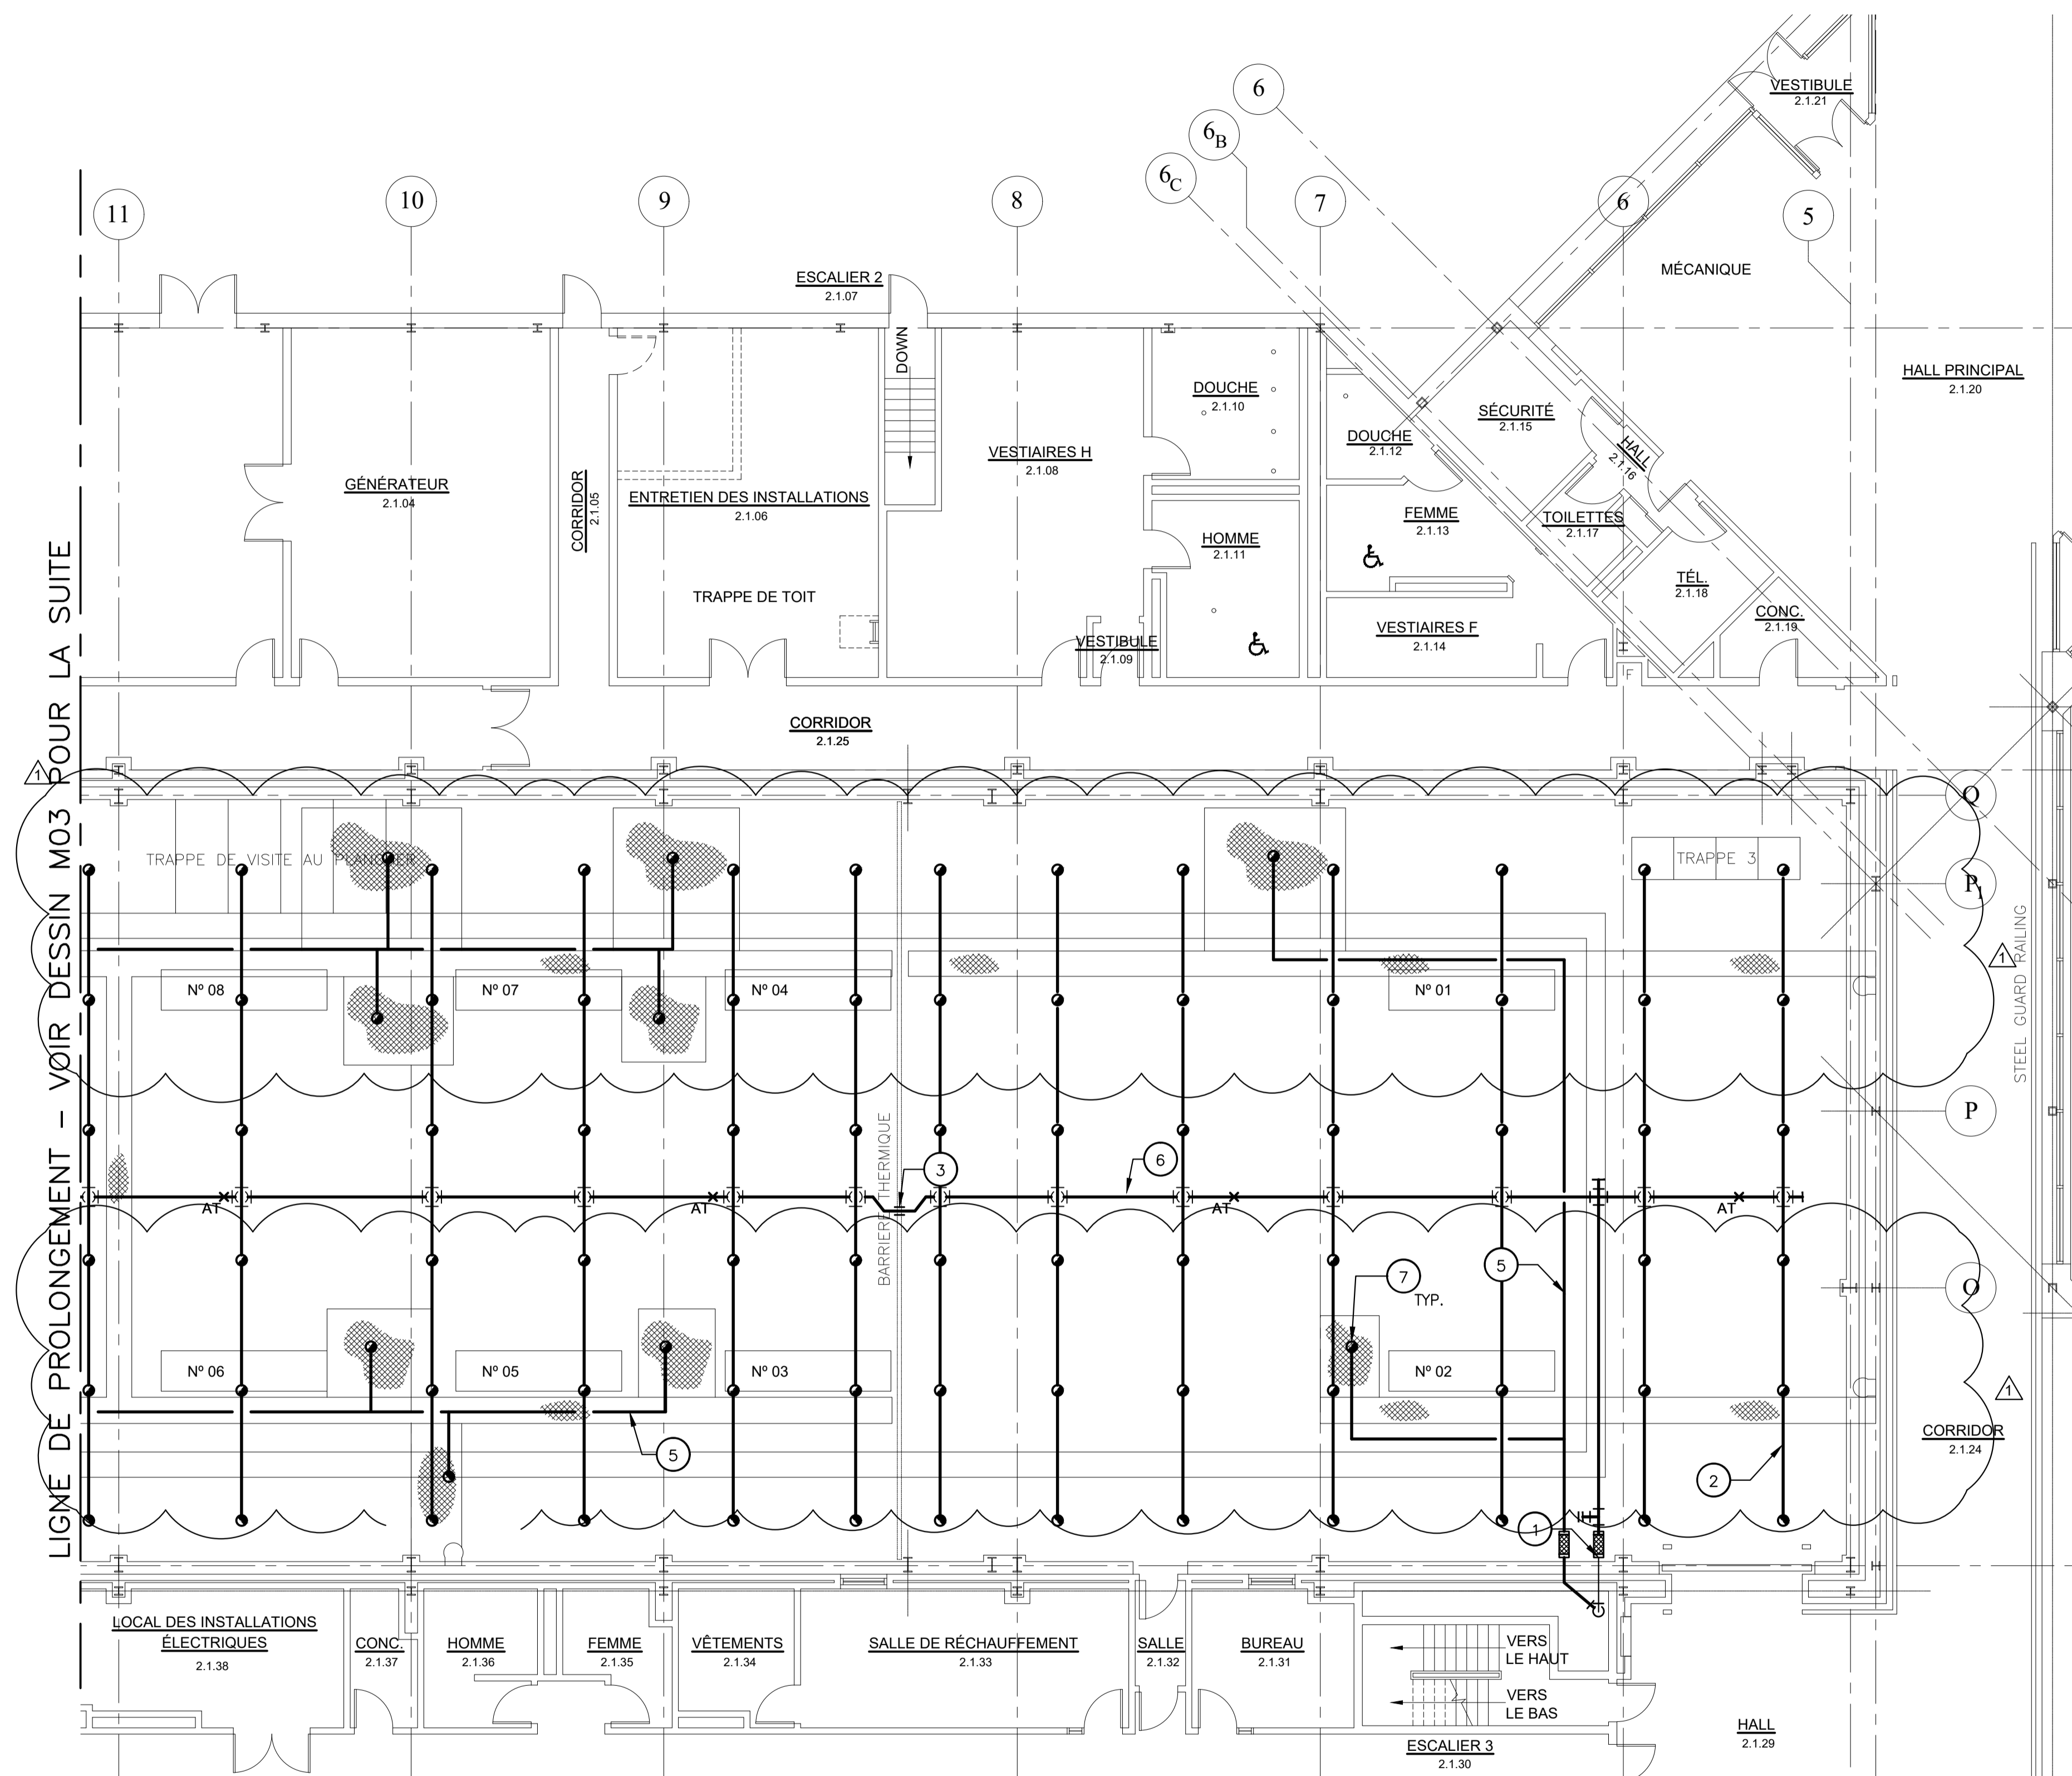 6
VESTIBULE
2.1.21
6B
6C
11
10
9
8
7
6
5
MÉCANIQUE
ESCALIER 2
2.1.07
DOWN
HALL PRINCIPAL
2.1.20
DOUCHE
2.1.10
SÉCURITÉ
2.1.15
DOUCHE
2.1.12
HALL
2.1.16
VESTIAIRES H
2.1.08
GÉNÉRATEUR
2.1.04
CORRIDOR
2.1.05
ENTRETIEN DES INSTALLATIONS
2.1.06
FEMME
2.1.13
TOILETTES
2.1.17
HOMME
2.1.11
TÉL.
2.1.18
TRAPPE DE TOIT
CONC.
2.1.19
VESTIAIRES F
2.1.14
VESTIBULE
2.1.09
F
CORRIDOR
2.1.25
LIGNE DE PROLONGEMENT - VOIR DESSIN M03 POUR LA SUITE
1
Q
TRAPPE DE VISITE AU PLANCHER
TRAPPE 3
P1
STEEL GUARD RAILING
1
Nº 08
Nº 07
Nº 04
Nº 01
P
BARRIÈRE THERMIQUE
3
6
AT
AT
AT
AT
5
7
TYP.
O
Nº 06
Nº 05
Nº 03
Nº 02
1
CORRIDOR
2.1.24
5
2
1
LOCAL DES INSTALLATIONS
ÉLECTRIQUES
2.1.38
CONC.
2.1.37
HOMME
2.1.36
FEMME
2.1.35
VÊTEMENTS
2.1.34
SALLE DE RÉCHAUFFEMENT
2.1.33
SALLE
2.1.32
BUREAU
2.1.31
VERS
LE HAUT
VERS
LE BAS
ESCALIER 3
2.1.30
HALL
2.1.29